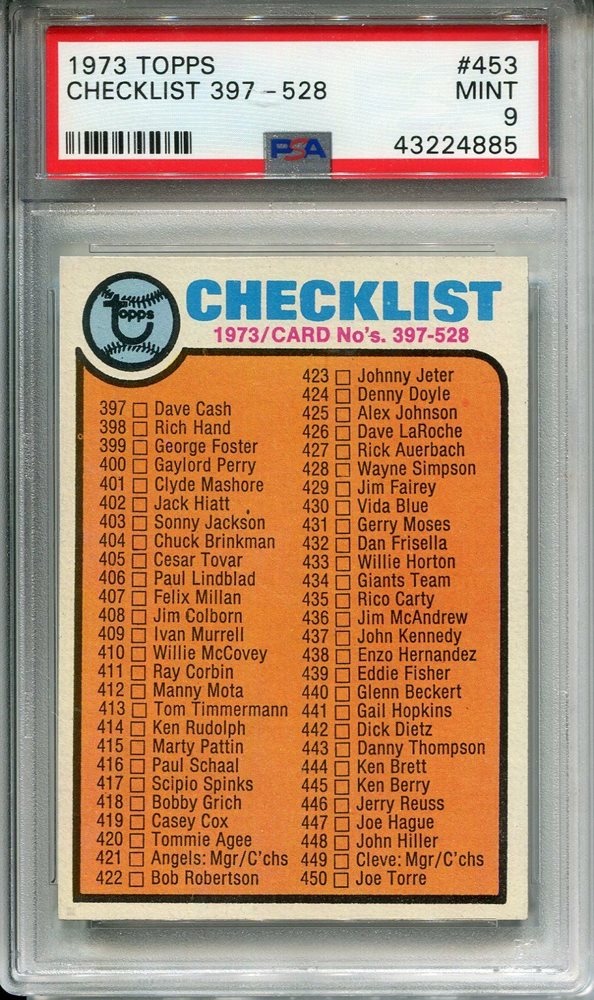 1973 TOPPS
#453
CHECKLIST 397 - 528
MINT
9
PSA
43224885
Topps
CHECKLIST
1973/CARD No's. 397-528
397 □ Dave Cash
398 □ Rich Hand
399 □ George Foster
400 □ Gaylord Perry
401 □ Clyde Mashore
402 □ Jack Hiatt
403 □ Sonny Jackson
404 □ Chuck Brinkman
405 □ Cesar Tovar
406 □ Paul Lindblad
407 □ Felix Millan
408 □ Jim Colborn
409 □ Ivan Murrell
410 □ Willie McCovey
411 □ Ray Corbin
412 □ Manny Mota
413 □ Tom Timmermann
414 □ Ken Rudolph
415 □ Marty Pattin
416 □ Paul Schaal
417 □ Scipio Spinks
418 □ Bobby Grich
419 □ Casey Cox
420 □ Tommie Agee
421 □ Angels: Mgr/C'chs
422 □ Bob Robertson
423 □ Johnny Jeter
424 □ Denny Doyle
425 □ Alex Johnson
426 □ Dave LaRoche
427 □ Rick Auerbach
428 □ Wayne Simpson
429 □ Jim Fairey
430 □ Vida Blue
431 □ Gerry Moses
432 □ Dan Frisella
433 □ Willie Horton
434 □ Giants Team
435 □ Rico Carty
436 □ Jim McAndrew
437 □ John Kennedy
438 □ Enzo Hernandez
439 □ Eddie Fisher
440 □ Glenn Beckert
441 □ Gail Hopkins
442 □ Dick Dietz
443 □ Danny Thompson
444 □ Ken Brett
445 □ Ken Berry
446 □ Jerry Reuss
447 □ Joe Hague
448 □ John Hiller
449 □ Cleve: Mgr/C'chs
450 □ Joe Torre